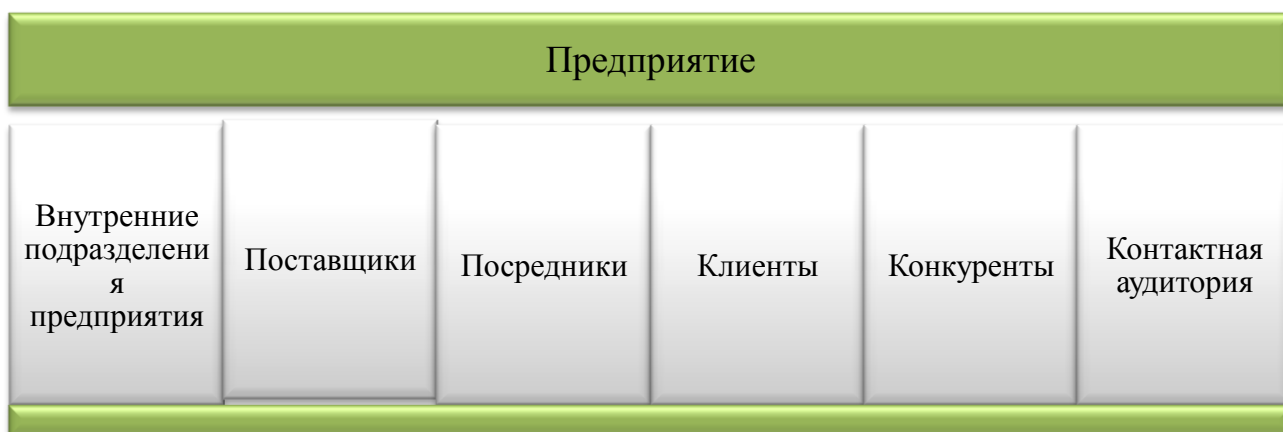 Предприятие
Внутренние
подразделени
я
предприятия
Поставщики
Посредники
Клиенты
Конкуренты
Контактная
аудитория